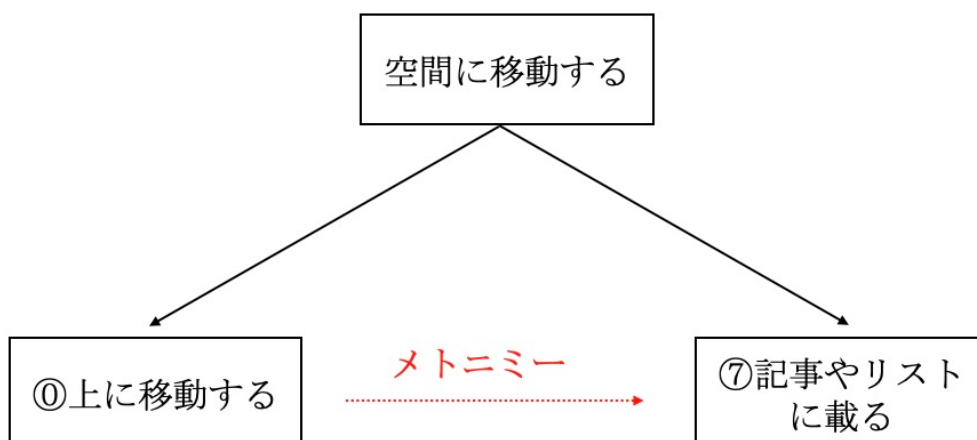 空間に移動する
メトニミー
⓪上に移動する
⑦記事やリスト
に載る